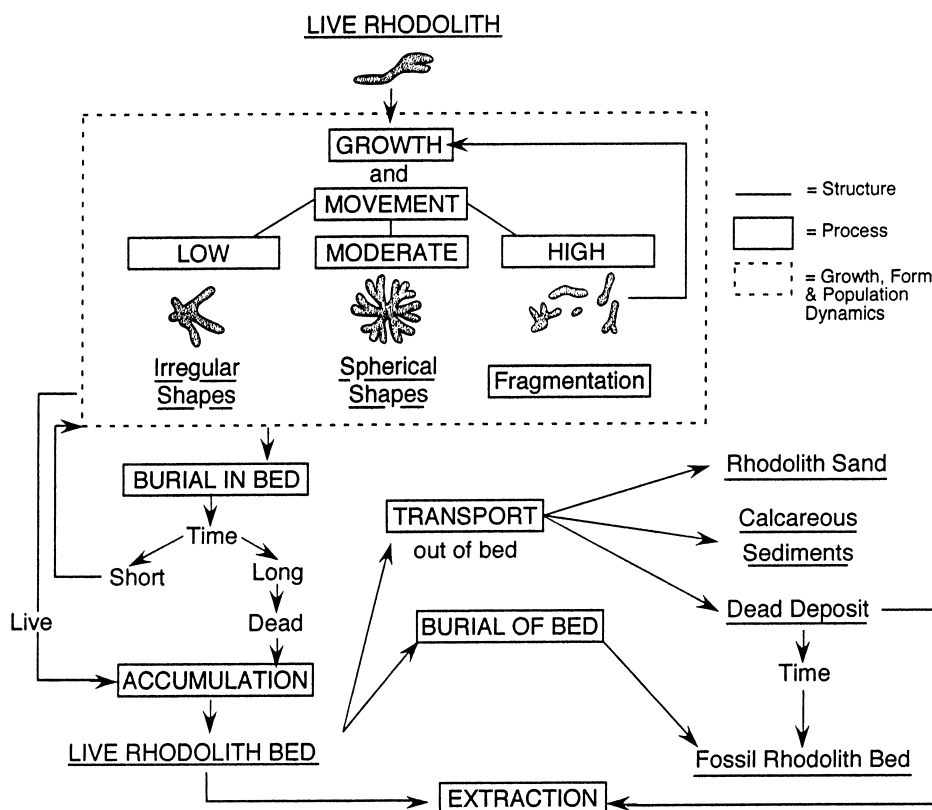 LIVE RHODOLITH
GROWTH
and
MOVEMENT
LOW
MODERATE
HIGH
Irregular
Shapes
Spherical
Shapes
Fragmentation
= Structure
= Process
= Growth, Form
& Population
Dynamics
BURIAL IN BED
Time
Short
Long
Live
Dead
ACCUMULATION
LIVE RHODOLITH BED
TRANSPORT
out of bed
BURIAL OF BED
Rhodolith Sand
Calcareous
Sediments
Dead Deposit
Time
Fossil Rhodolith Bed
EXTRACTION